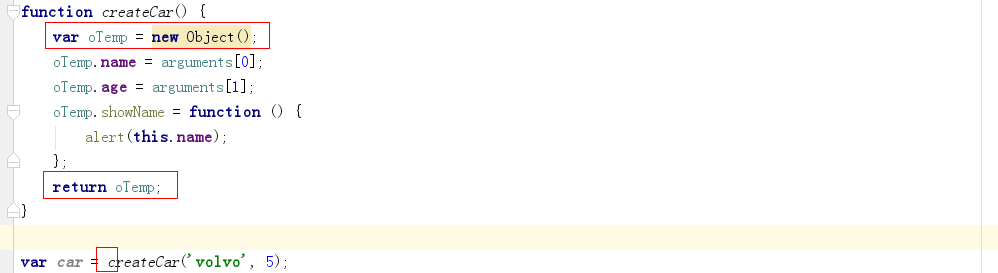 function createCar() {
var oTemp = new Object();
oTemp.name = arguments[0];
oTemp.age = arguments[1];
oTemp.showName = function () {
alert(this.name);
};
return oTemp;
}
var car = createCar('volvo', 5);